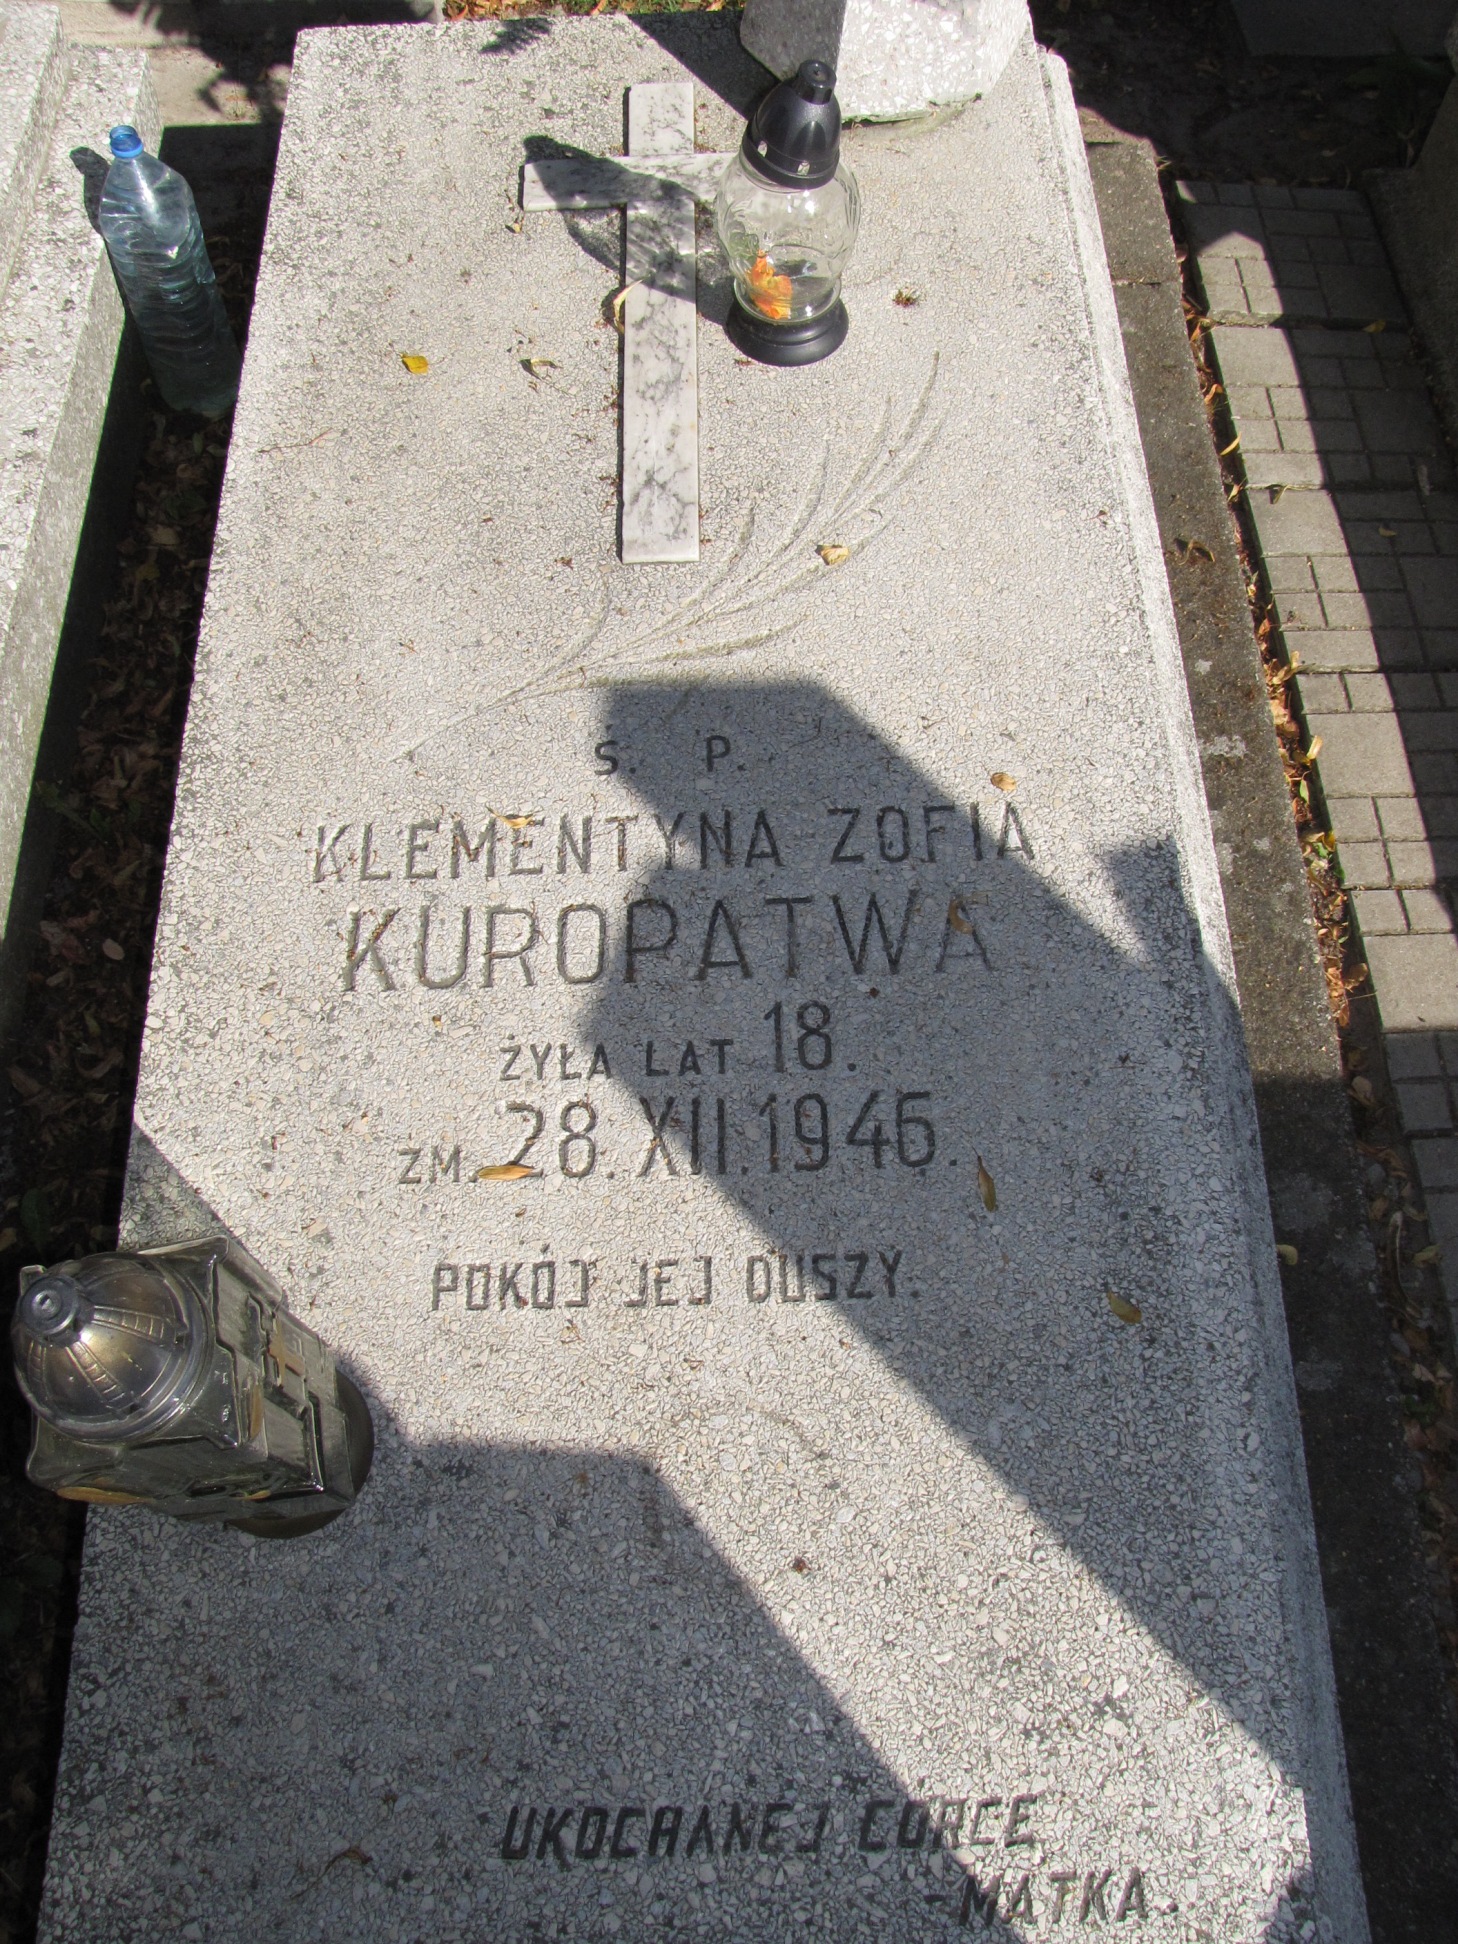 Ś. P.
KLEMENTYNA ZOFIA
KUROPATWA
ŻYŁA LAT 18.
ZM. 28. XII. 1946.
POKÓJ JEJ DUSZY.
UKOCHANEJ CÓRCE
-MATKA.